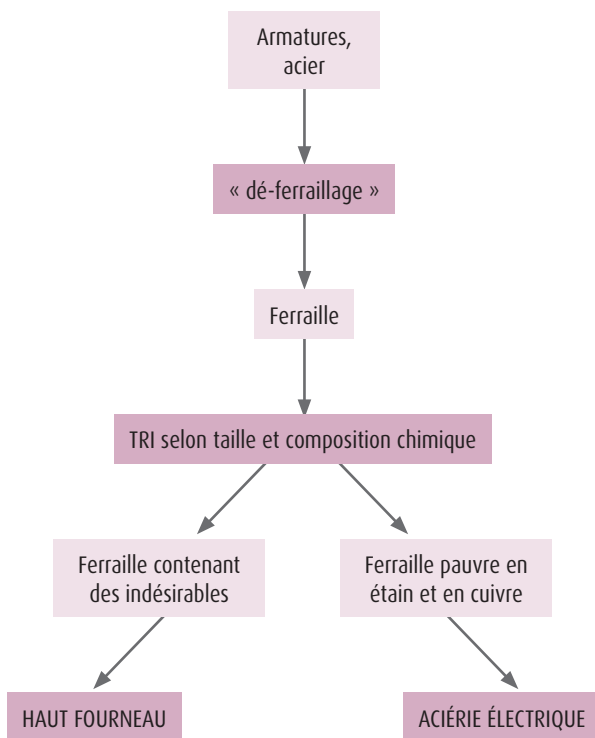 Armatures,
acier
« dé-ferraillage »
Ferraille
TRI selon taille et composition chimique
Ferraille contenant
des indésirables
Ferraille pauvre en
étain et en cuivre
HAUT FOURNEAU
ACIÉRIE ÉLECTRIQUE